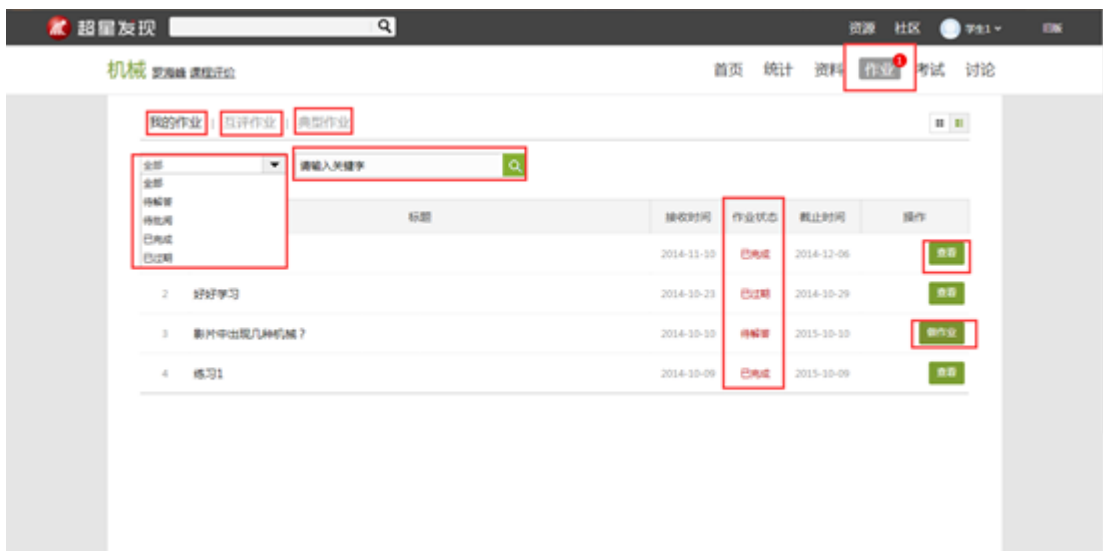 超星发现
资源 社区 学生1 旧版
机械 课程评价
首页 统计 资料 作业 1 考试 讨论
我的作业 | 互评作业 | 典型作业
全部 请输入关键字
全部
待解答
待批阅
已完成
已过期
标题 接收时间 作业状态 截止时间 操作
2014-11-10 已完成 2014-12-06 查看
2 好好学习 2014-10-23 已过期 2014-10-29 查看
3 影片中出现几种机械？ 2014-10-10 待解答 2015-10-10 做作业
4 练习1 2014-10-09 已完成 2015-10-09 查看